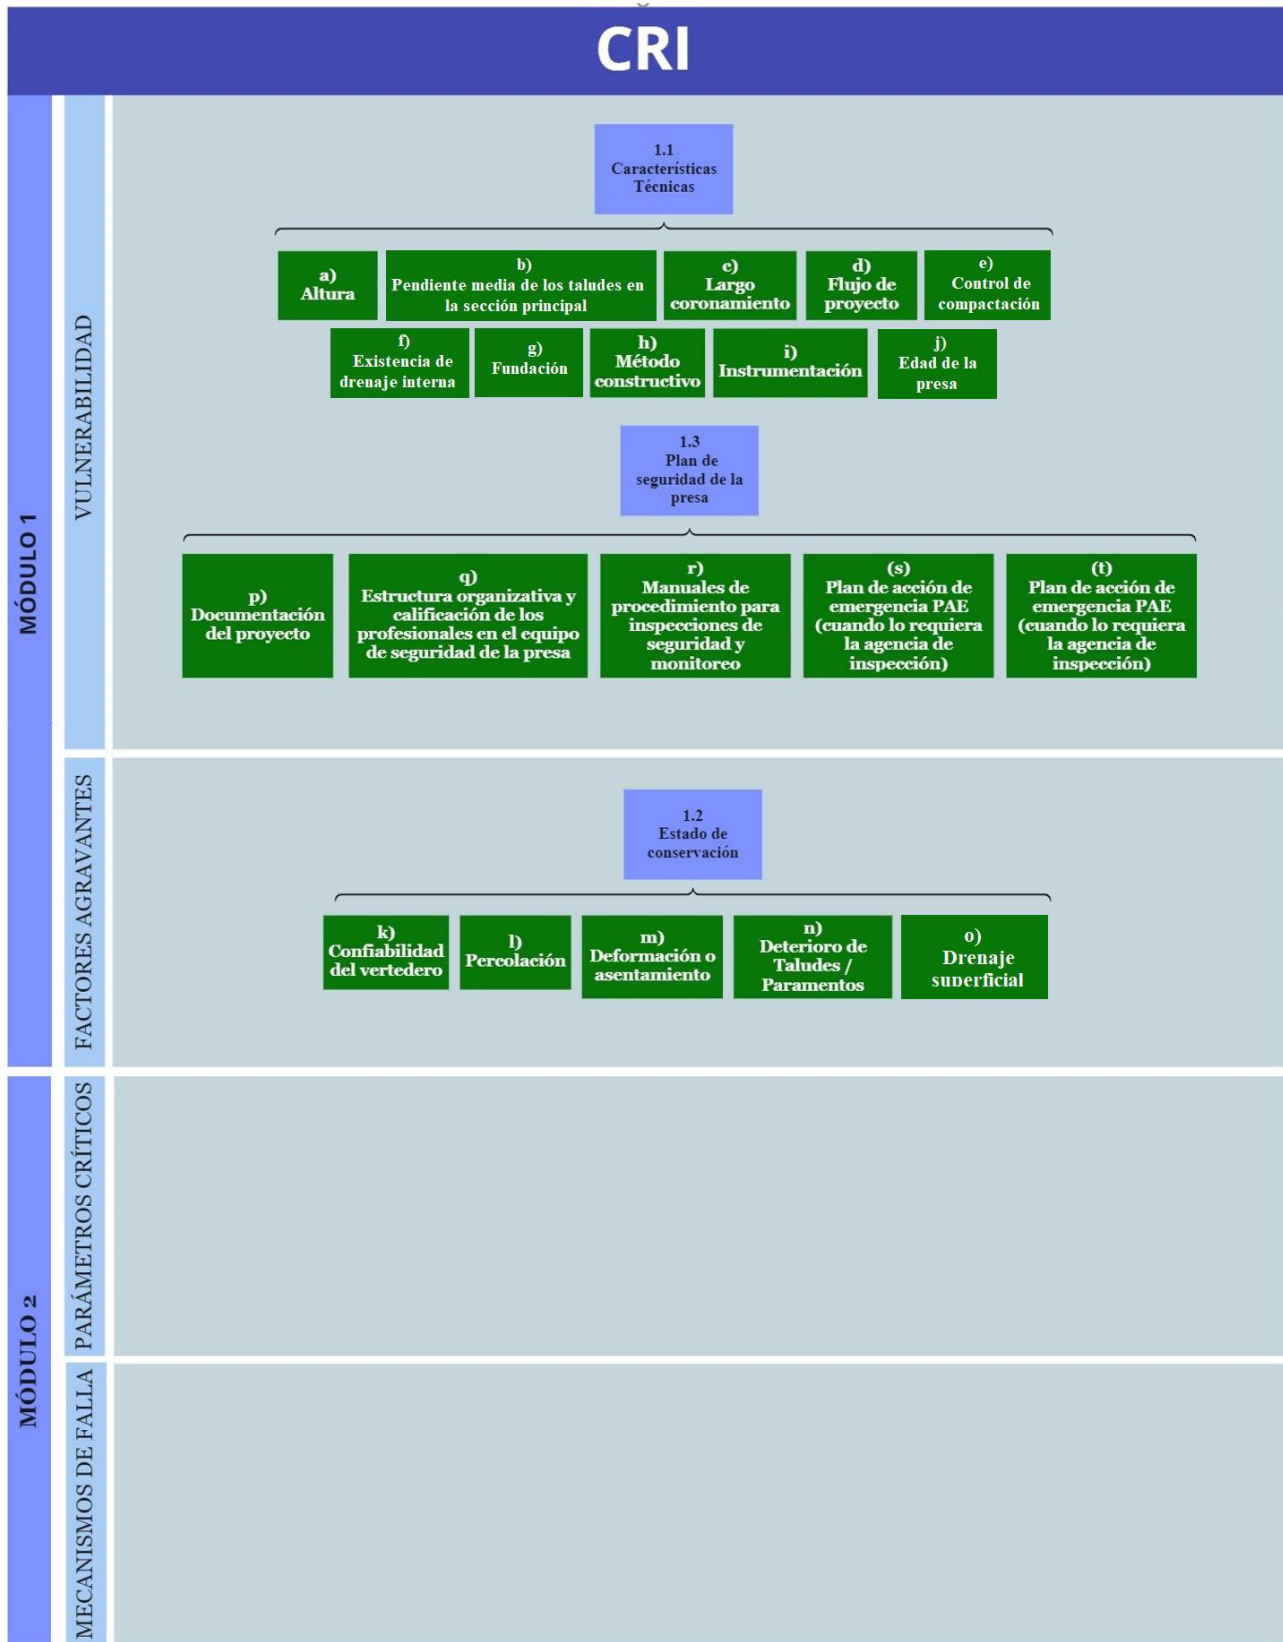 CRI
MÓDULO 1
VULNERABILIDAD
1.1
Características
Técnicas
a)
Altura
b)
Pendiente media de los taludes en
la sección principal
c)
Largo
coronamiento
d)
Flujo de
proyecto
e)
Control de
compactación
f)
Existencia de
drenaje interna
g)
Fundación
h)
Método
constructivo
i)
Instrumentación
j)
Edad de la
presa
1.3
Plan de
seguridad de la
presa
p)
Documentación
del proyecto
q)
Estructura organizativa y
calificación de los
profesionales en el equipo
de seguridad de la presa
r)
Manuales de
procedimiento para
inspecciones de
seguridad y
monitoreo
(s)
Plan de acción de
emergencia PAE
(cuando lo requiera
la agencia de
inspección)
(t)
Plan de acción de
emergencia PAE
(cuando lo requiera
la agencia de
inspección)
FACTORES AGRAVANTES
1.2
Estado de
conservación
k)
Confiabilidad
del vertedero
l)
Percolación
m)
Deformación o
asentamiento
n)
Deterioro de
Taludes /
Paramentos
o)
Drenaje
superficial
MÓDULO 2
PARÁMETROS CRÍTICOS
MECANISMOS DE FALLA